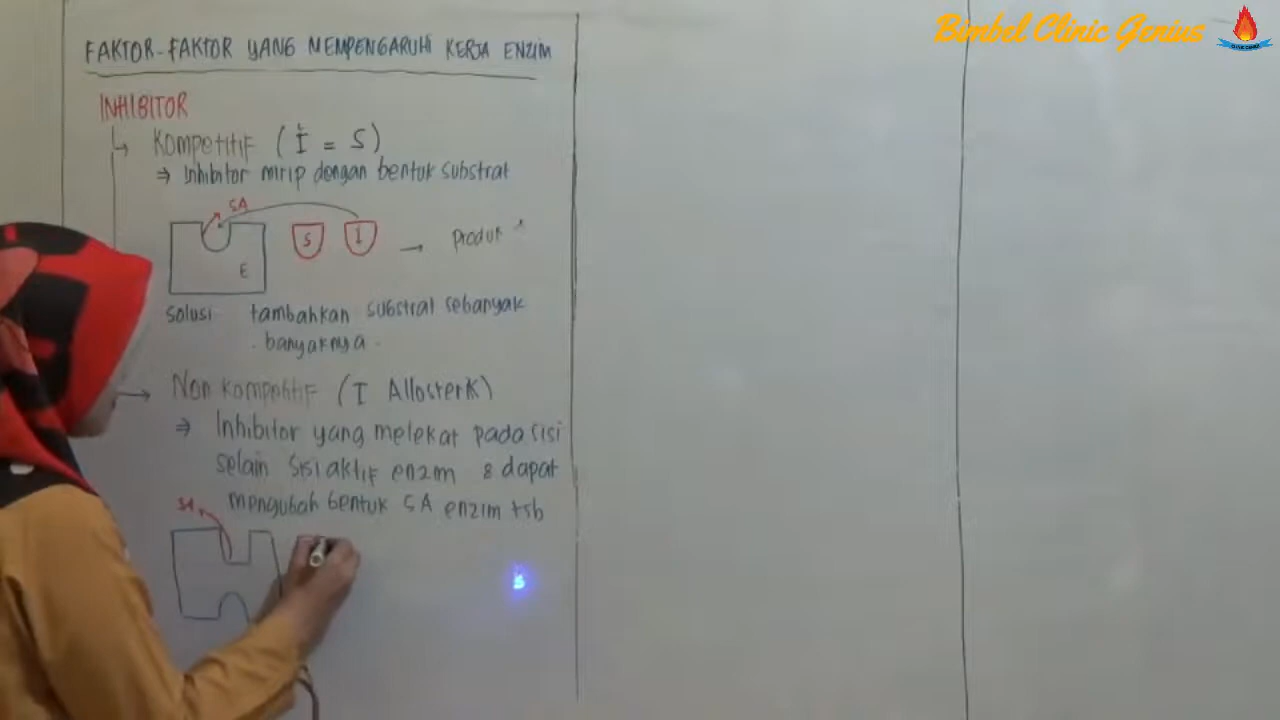 Bimbel Clinic Genius
FAKTOR-FAKTOR YANG MEMPENGARUHI KERJA ENZIM
INHIBITOR
Kompetitif (I = S)
⇒ Inhibitor mirip dengan bentuk substrat
SA
S I → Produk
E
Solusi tambahkan substrat sebanyak
banyaknya.
→ Non kompetitif (I Allosterik)
⇒ Inhibitor yang melekat pada sisi
selain sisi aktif enzim & dapat
mengubah bentuk SA enzim tsb
SA